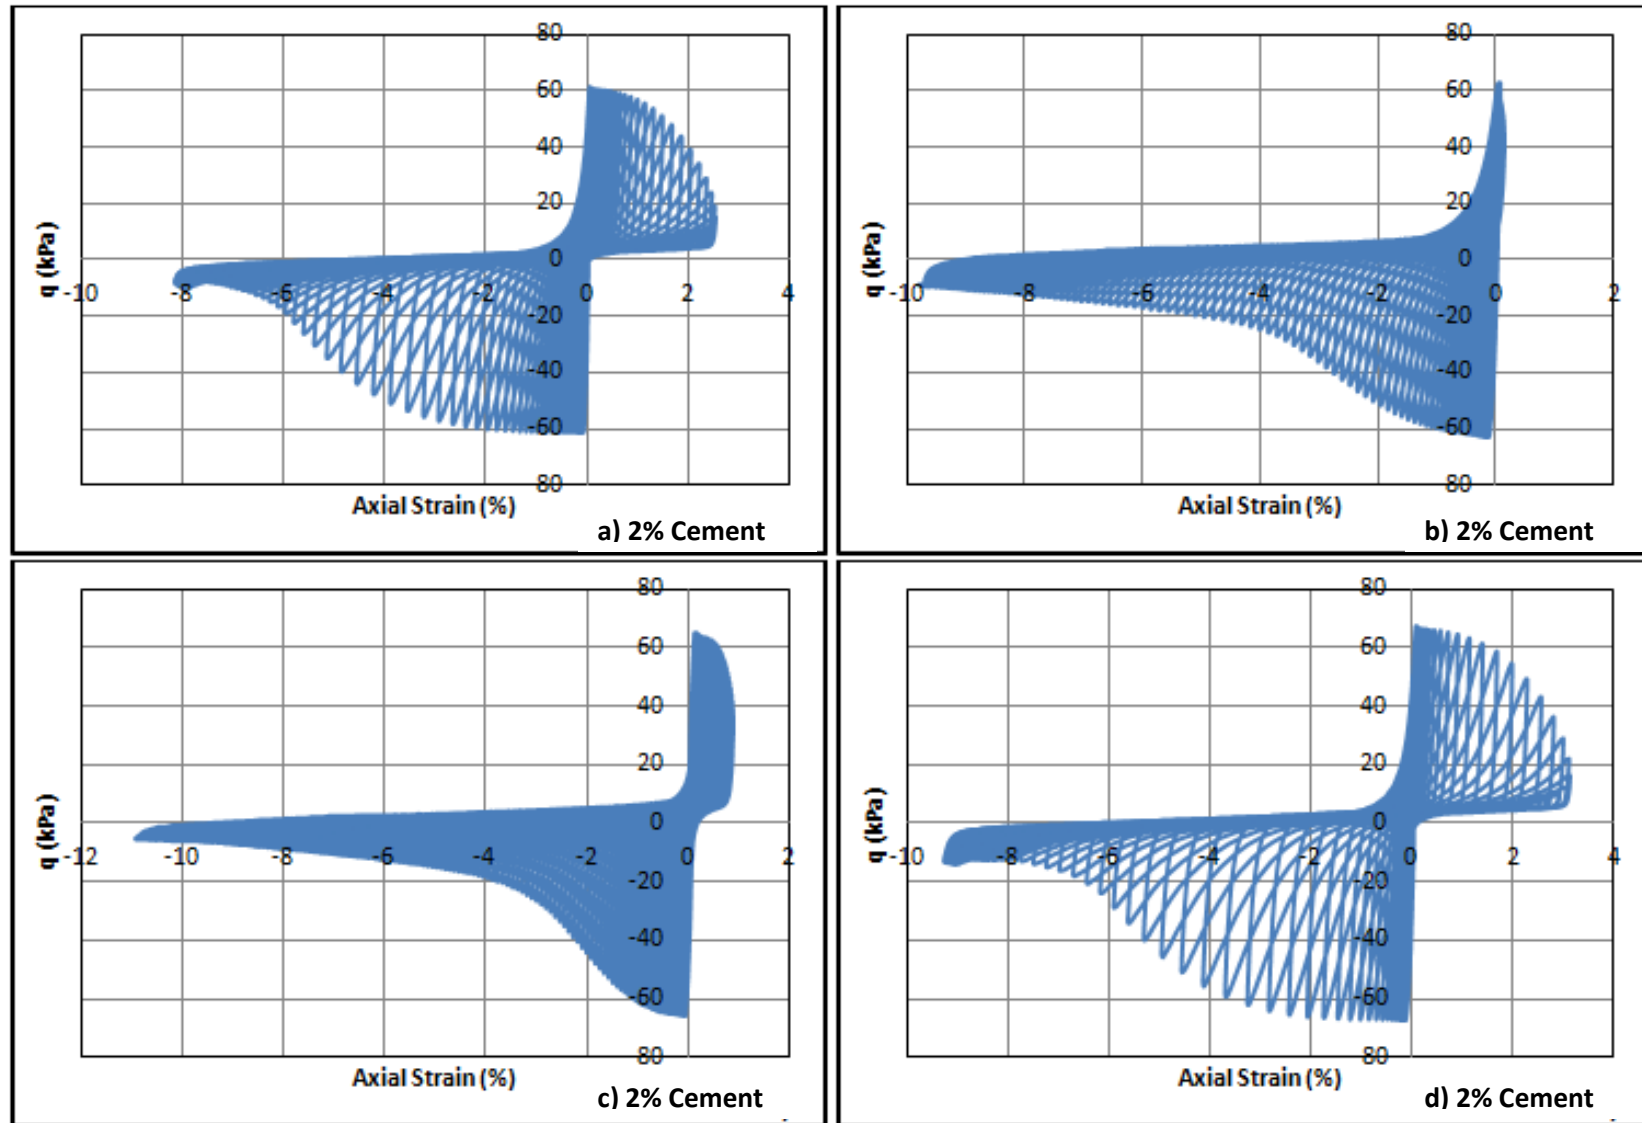 80
60
40
20
0
-20
-40
-60
80
-10 -8 -6 -4 -2 0 2 4
q (kPa)
Axial Strain (%)
a) 2% Cement
80
60
40
20
0
-20
-40
-60
80
-10 -8 -6 -4 -2 0 2
q (kPa)
Axial Strain (%)
b) 2% Cement
80
60
40
20
0
-20
-40
-60
80
-12 -10 -8 -6 -4 -2 0 2
q (kPa)
Axial Strain (%)
c) 2% Cement
80
60
40
20
0
-20
-40
-60
80
-10 -8 -6 -4 -2 0 2 4
q (kPa)
Axial Strain (%)
d) 2% Cement